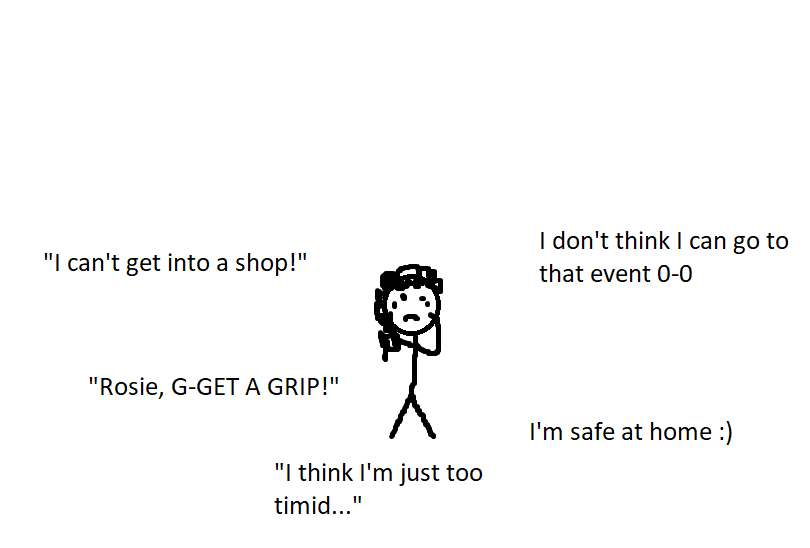 I don't think I can go to
that event 0-0
"I can't get into a shop!"
"Rosie, G-GET A GRIP!"
I'm safe at home :)
"I think I'm just too
timid..."